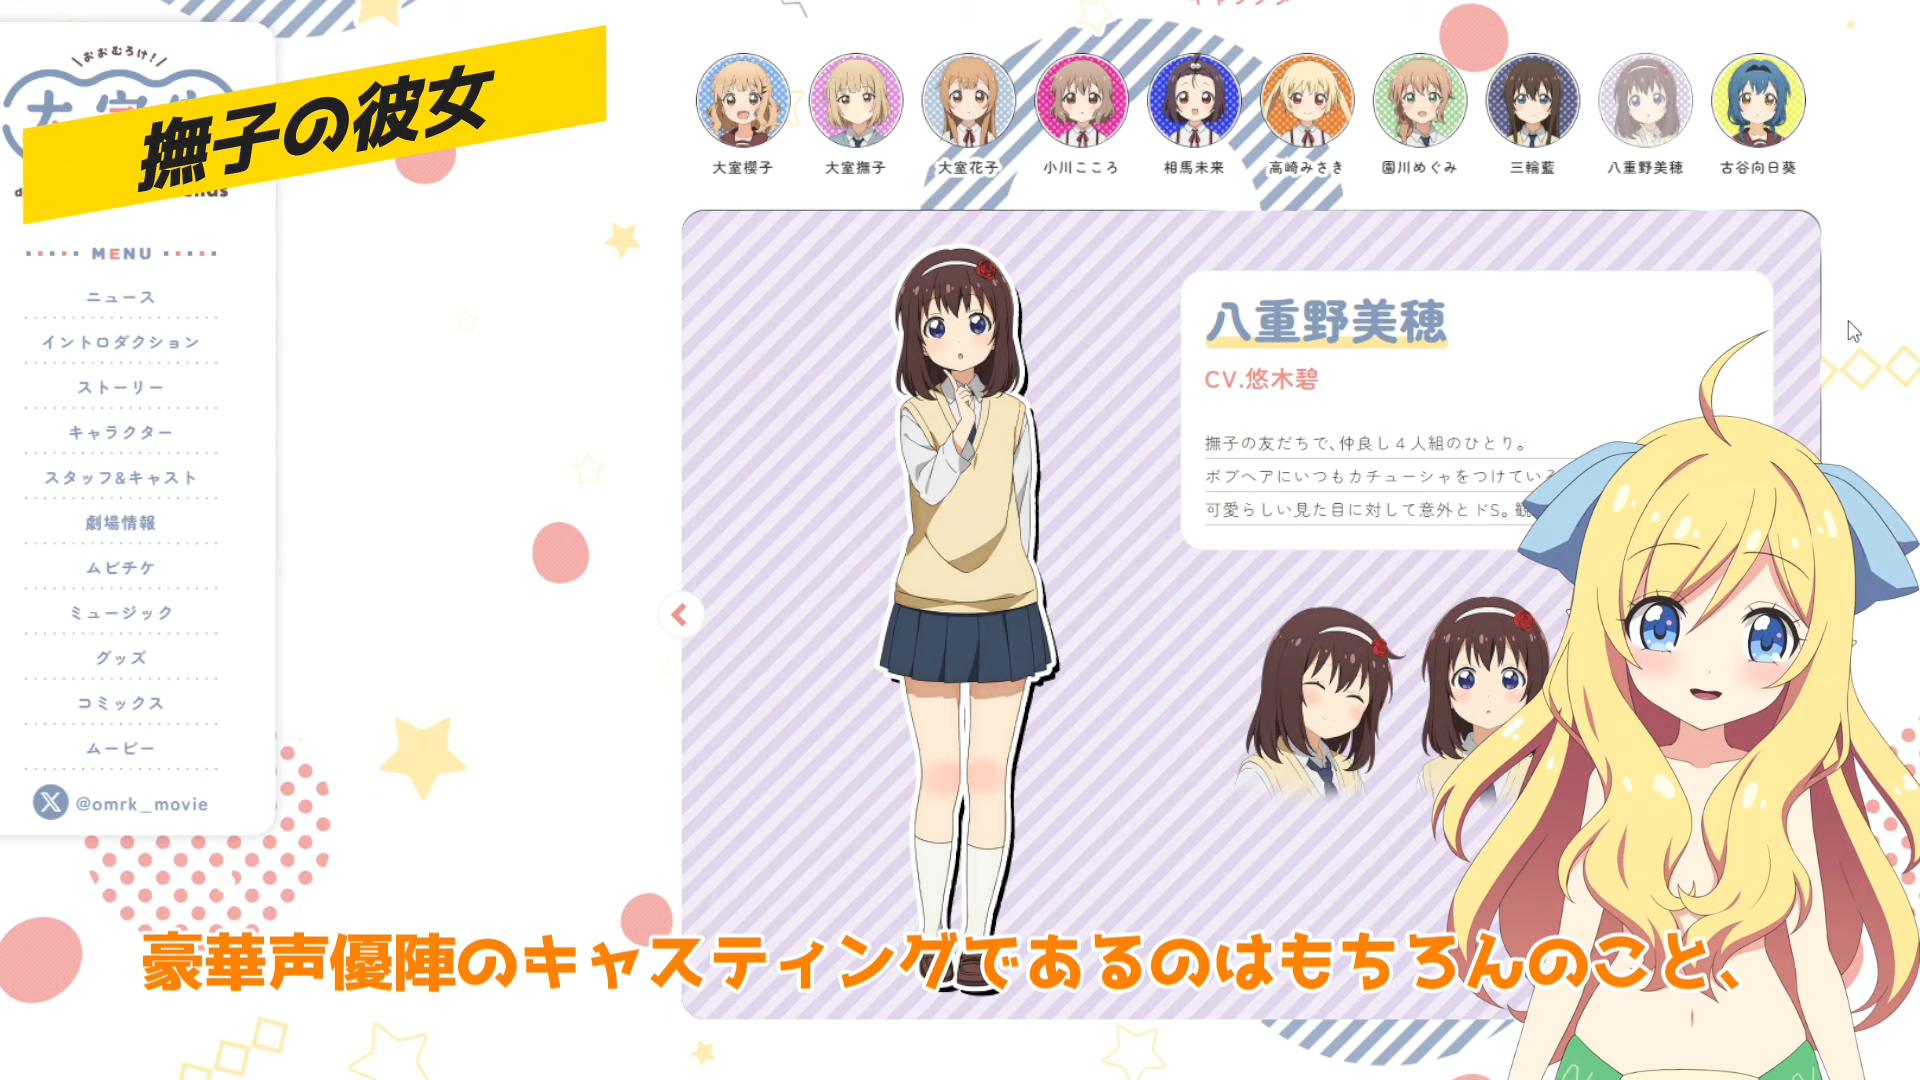 キャラクター
\おおむろけ!/
大室家
撫子の彼女
大室櫻子
大室撫子
大室花子
小川こころ
相馬未来
高崎みさき
園川めぐみ
三輪藍
八重野美穂
古谷向日葵
MENU
ニュース
イントロダクション
ストーリー
キャラクター
スタッフ&キャスト
劇場情報
ムビチケ
ミュージック
グッズ
コミックス
ムービー
@omrk_movie
八重野美穂
CV.悠木碧
撫子の友だちで、仲良し4人組のひとり。
ボブヘアにいつもカチューシャをつけている
可愛らしい見た目に対して意外とドS。
豪華声優陣のキャスティングであるのはもちろんのこと、